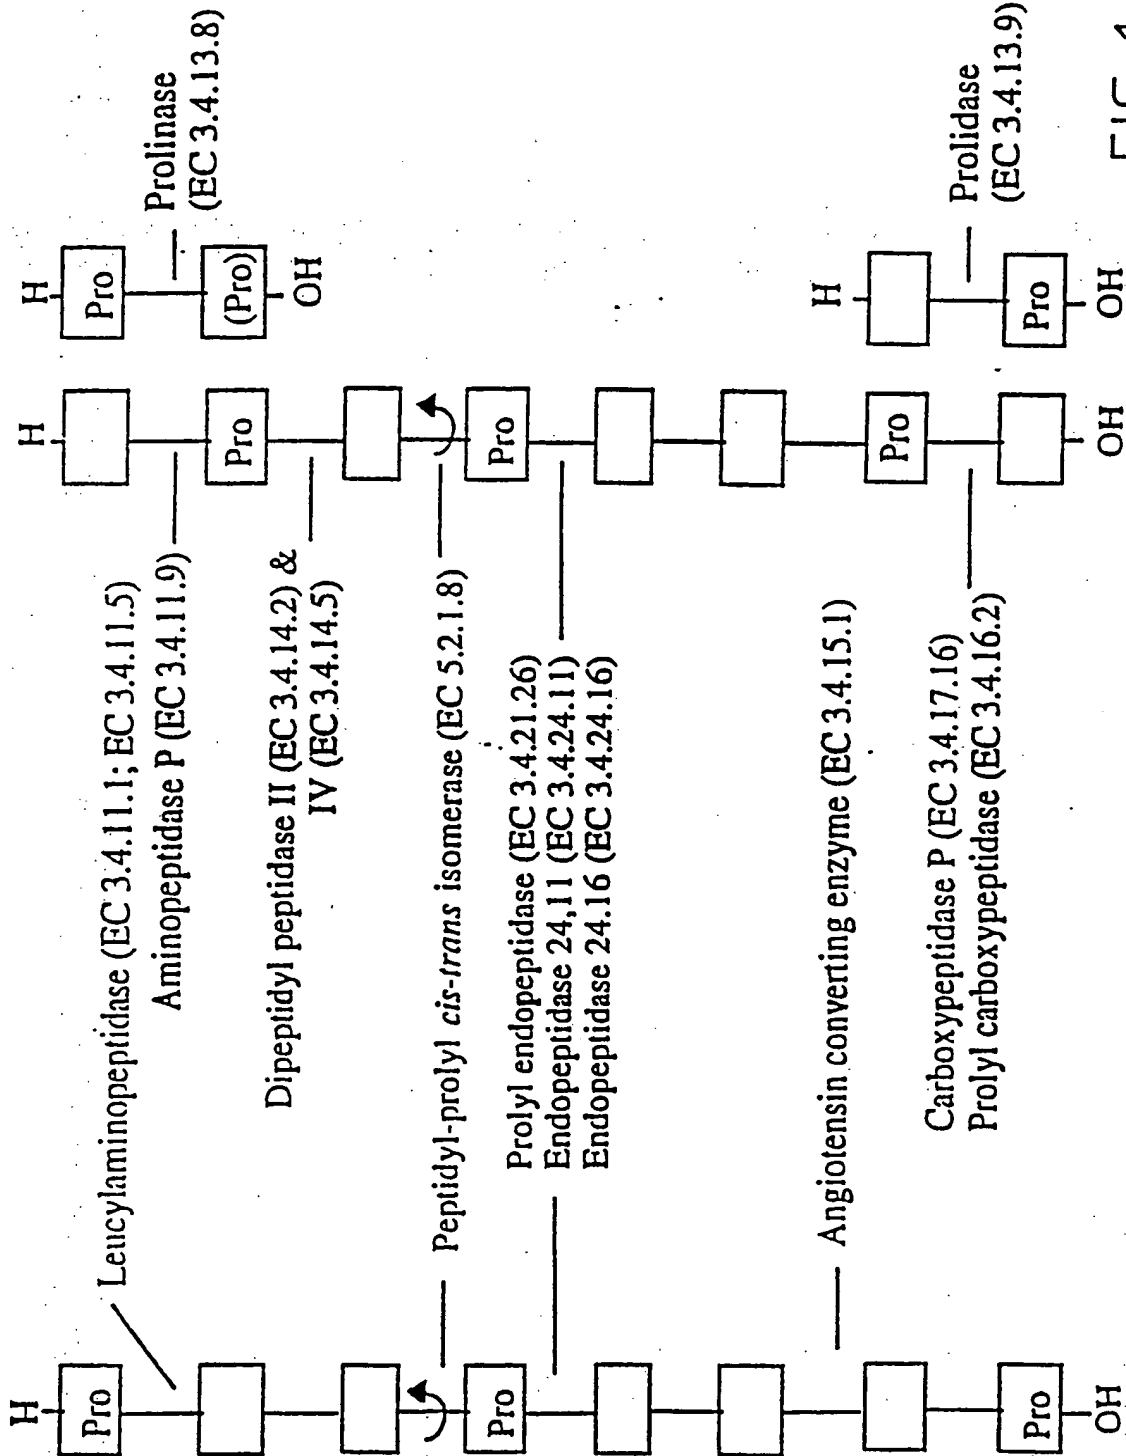 OH
Pro
Pro
Pro
H
Leucylaminopeptidase (EC 3.4.11.1; EC 3.4.11.5)
Aminopeptidase P (EC 3.4.11.9)
Dipeptidyl peptidase II (EC 3.4.14.2) &
IV (EC 3.4.14.5)
Peptidyl-prolyl cis-trans isomerase (EC 5.2.1.8)
Prolyl endopeptidase (EC 3.4.21.26)
Endopeptidase 24,11 (EC 3.4.24.11)
Endopeptidase 24.16 (EC 3.4.24.16)
Angiotensin converting enzyme (EC 3.4.15.1)
Carboxypeptidase P (EC 3.4.17.16)
Prolyl carboxypeptidase (EC 3.4.16.2)
H
Pro
Pro
Pro
OH
H
Pro
(Pro)
OH
Prolinase
(EC 3.4.13.8)
H
Pro
OH
Prolidase
(EC 3.4.13.9)
FIG